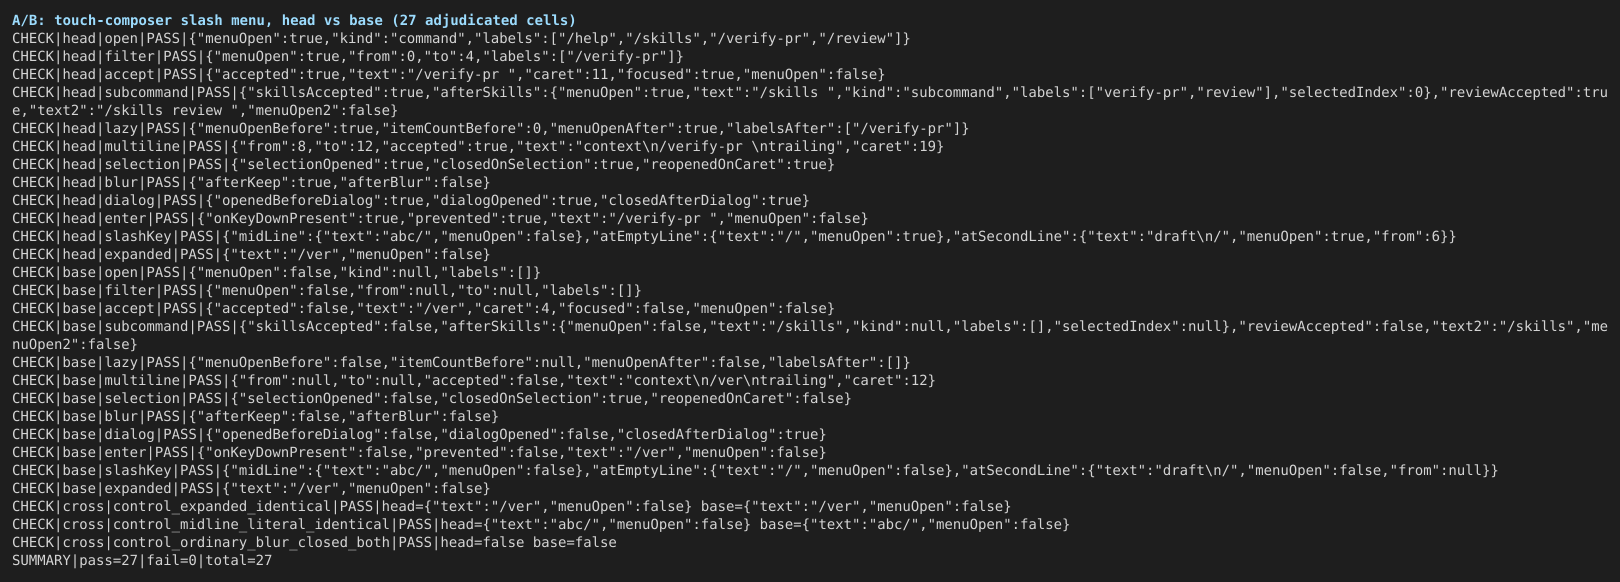 A/B: touch-composer slash menu, head vs base (27 adjudicated cells)
CHECK|head|open|PASS|{"menuOpen":true,"kind":"command","labels":["/help","/skills","/verify-pr","/review"]}
CHECK|head|filter|PASS|{"menuOpen":true,"from":0,"to":4,"labels":["/verify-pr"]}
CHECK|head|accept|PASS|{"accepted":true,"text":"/verify-pr ","caret":11,"focused":true,"menuOpen":false}
CHECK|head|subcommand|PASS|{"skillsAccepted":true,"afterSkills":{"menuOpen":true,"text":"/skills ","kind":"subcommand","labels":["verify-pr","review"],"selectedIndex":0},"reviewAccepted":tru
e,"text2":"/skills review ","menuOpen2":false}
CHECK|head|lazy|PASS|{"menuOpenBefore":true,"itemCountBefore":0,"menuOpenAfter":true,"labelsAfter":["/verify-pr"]}
CHECK|head|multiline|PASS|{"from":8,"to":12,"accepted":true,"text":"context\n/verify-pr \ntrailing","caret":19}
CHECK|head|selection|PASS|{"selectionOpened":true,"closedOnSelection":true,"reopenedOnCaret":true}
CHECK|head|blur|PASS|{"afterKeep":true,"afterBlur":false}
CHECK|head|dialog|PASS|{"openedBeforeDialog":true,"dialogOpened":true,"closedAfterDialog":true}
CHECK|head|enter|PASS|{"onKeyDownPresent":true,"prevented":true,"text":"/verify-pr ","menuOpen":false}
CHECK|head|slashKey|PASS|{"midLine":{"text":"abc/","menuOpen":false},"atEmptyLine":{"text":"/","menuOpen":true},"atSecondLine":{"text":"draft\n/","menuOpen":true,"from":6}}
CHECK|head|expanded|PASS|{"text":"/ver","menuOpen":false}
CHECK|base|open|PASS|{"menuOpen":false,"kind":null,"labels":[]}
CHECK|base|filter|PASS|{"menuOpen":false,"from":null,"to":null,"labels":[]}
CHECK|base|accept|PASS|{"accepted":false,"text":"/ver","caret":4,"focused":false,"menuOpen":false}
CHECK|base|subcommand|PASS|{"skillsAccepted":false,"afterSkills":{"menuOpen":false,"text":"/skills","kind":null,"labels":[],"selectedIndex":null},"reviewAccepted":false,"text2":"/skills","me
nuOpen2":false}
CHECK|base|lazy|PASS|{"menuOpenBefore":false,"itemCountBefore":null,"menuOpenAfter":false,"labelsAfter":[]}
CHECK|base|multiline|PASS|{"from":null,"to":null,"accepted":false,"text":"context\n/ver\ntrailing","caret":12}
CHECK|base|selection|PASS|{"selectionOpened":false,"closedOnSelection":true,"reopenedOnCaret":false}
CHECK|base|blur|PASS|{"afterKeep":false,"afterBlur":false}
CHECK|base|dialog|PASS|{"openedBeforeDialog":false,"dialogOpened":false,"closedAfterDialog":true}
CHECK|base|enter|PASS|{"onKeyDownPresent":false,"prevented":false,"text":"/ver","menuOpen":false}
CHECK|base|slashKey|PASS|{"midLine":{"text":"abc/","menuOpen":false},"atEmptyLine":{"text":"/","menuOpen":false},"atSecondLine":{"text":"draft\n/","menuOpen":false,"from":null}}
CHECK|base|expanded|PASS|{"text":"/ver","menuOpen":false}
CHECK|cross|control_expanded_identical|PASS|head={"text":"/ver","menuOpen":false} base={"text":"/ver","menuOpen":false}
CHECK|cross|control_midline_literal_identical|PASS|head={"text":"abc/","menuOpen":false} base={"text":"abc/","menuOpen":false}
CHECK|cross|control_ordinary_blur_closed_both|PASS|head=false base=false
SUMMARY|pass=27|fail=0|total=27